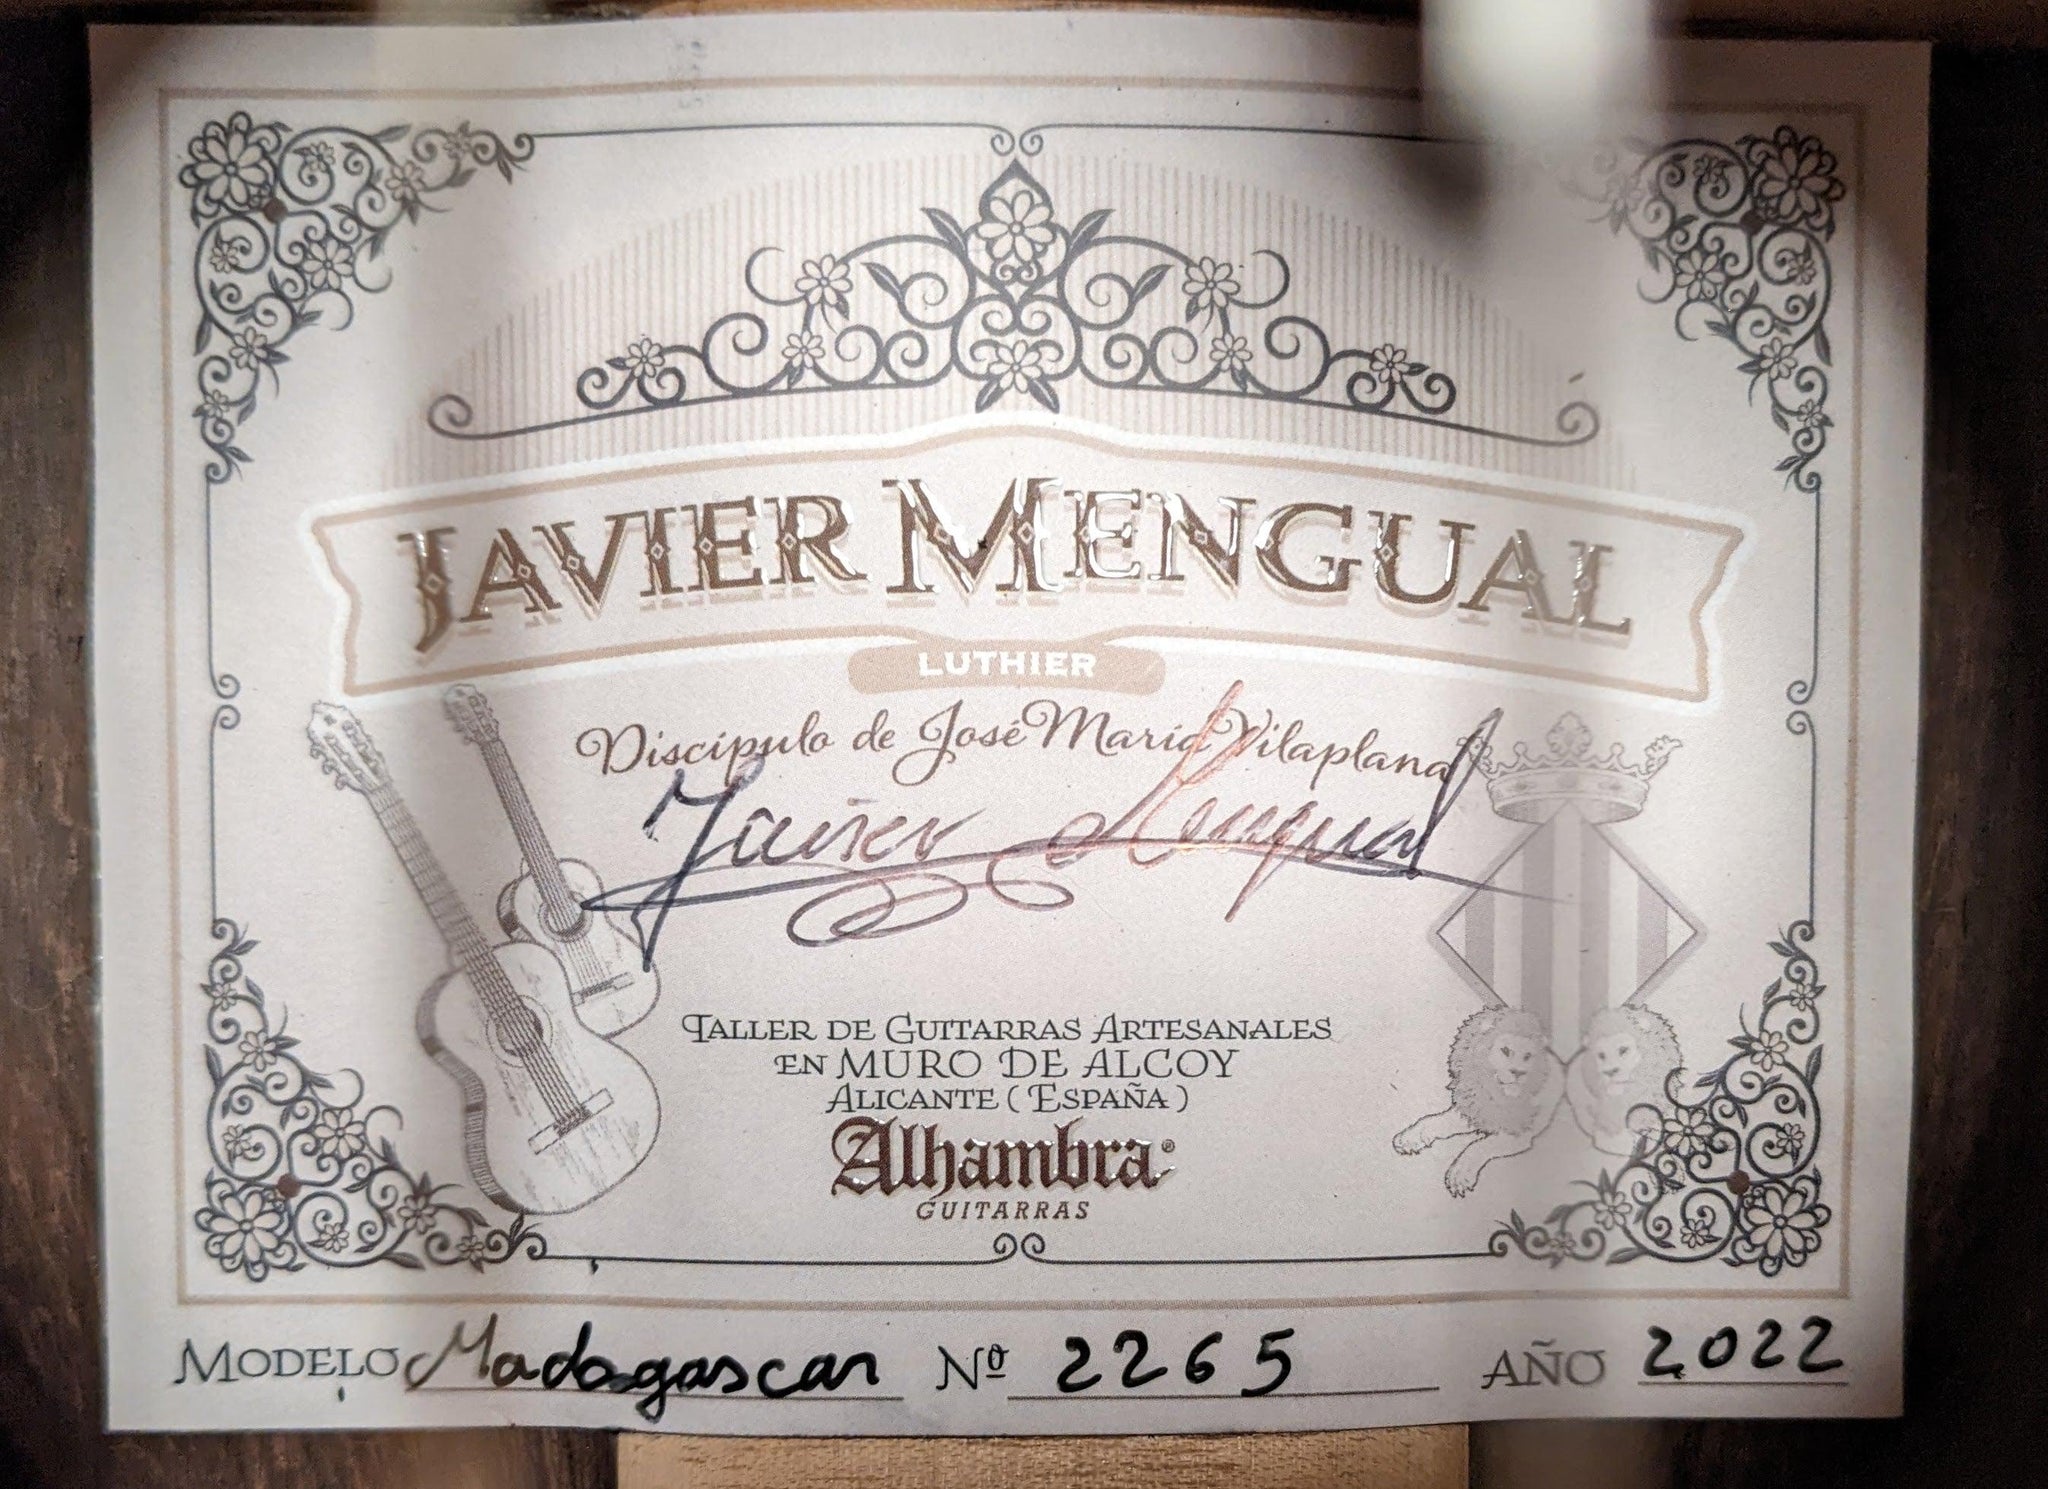 JAVIER MENGUAL
LUTHIER
Discípulo de José María Vilaplana
Javier Mengual
TALLER DE GUITARRAS ARTESANALES
EN MURO DE ALCOY
ALICANTE ( ESPAÑA )
Alhambra®
GUITARRAS
MODELO Madagascar Nº 2265 AÑO 2022